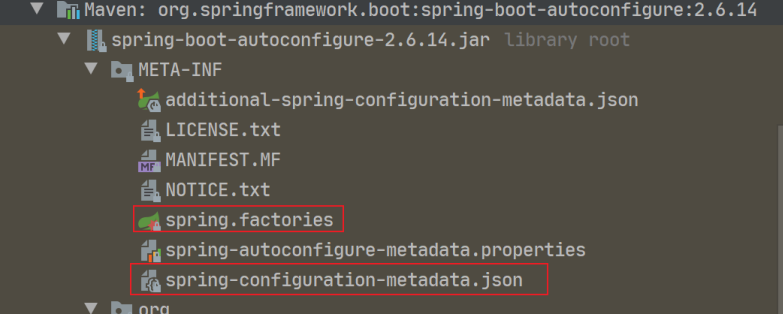 Maven: org.springframework.boot:spring-boot-autoconfigure:2.6.14
spring-boot-autoconfigure-2.6.14.jar library root
META-INF
additional-spring-configuration-metadata.json
LICENSE.txt
MANIFEST.MF
NOTICE.txt
spring.factories
spring-autoconfigure-metadata.properties
spring-configuration-metadata.json
org